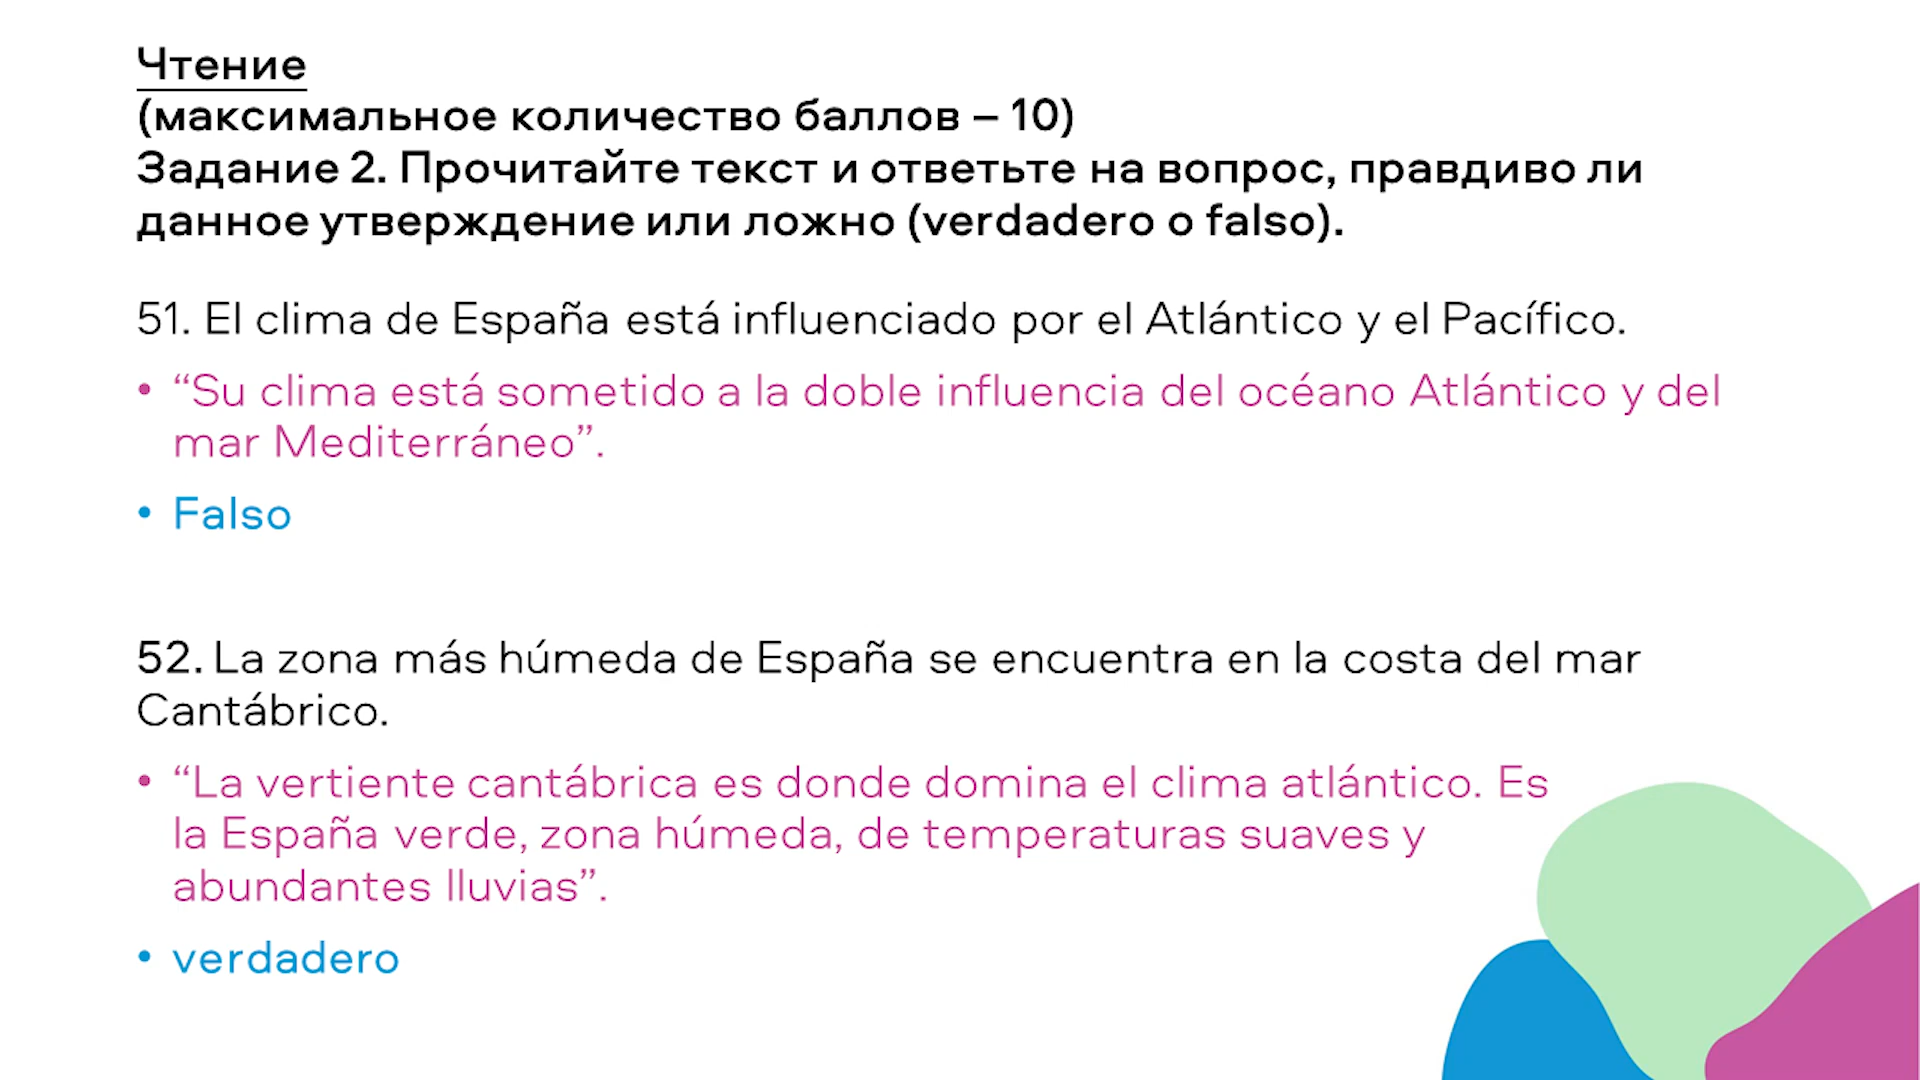 Чтение
(максимальное количество баллов – 10)
Задание 2. Прочитайте текст и ответьте на вопрос, правдиво ли
данное утверждение или ложно (verdadero o falso).
51. El clima de España está influenciado por el Atlántico y el Pacífico.
• “Su clima está sometido a la doble influencia del océano Atlántico y del
mar Mediterráneo”.
• Falso
52. La zona más húmeda de España se encuentra en la costa del mar
Cantábrico.
• “La vertiente cantábrica es donde domina el clima atlántico. Es
la España verde, zona húmeda, de temperaturas suaves y
abundantes lluvias”.
• verdadero